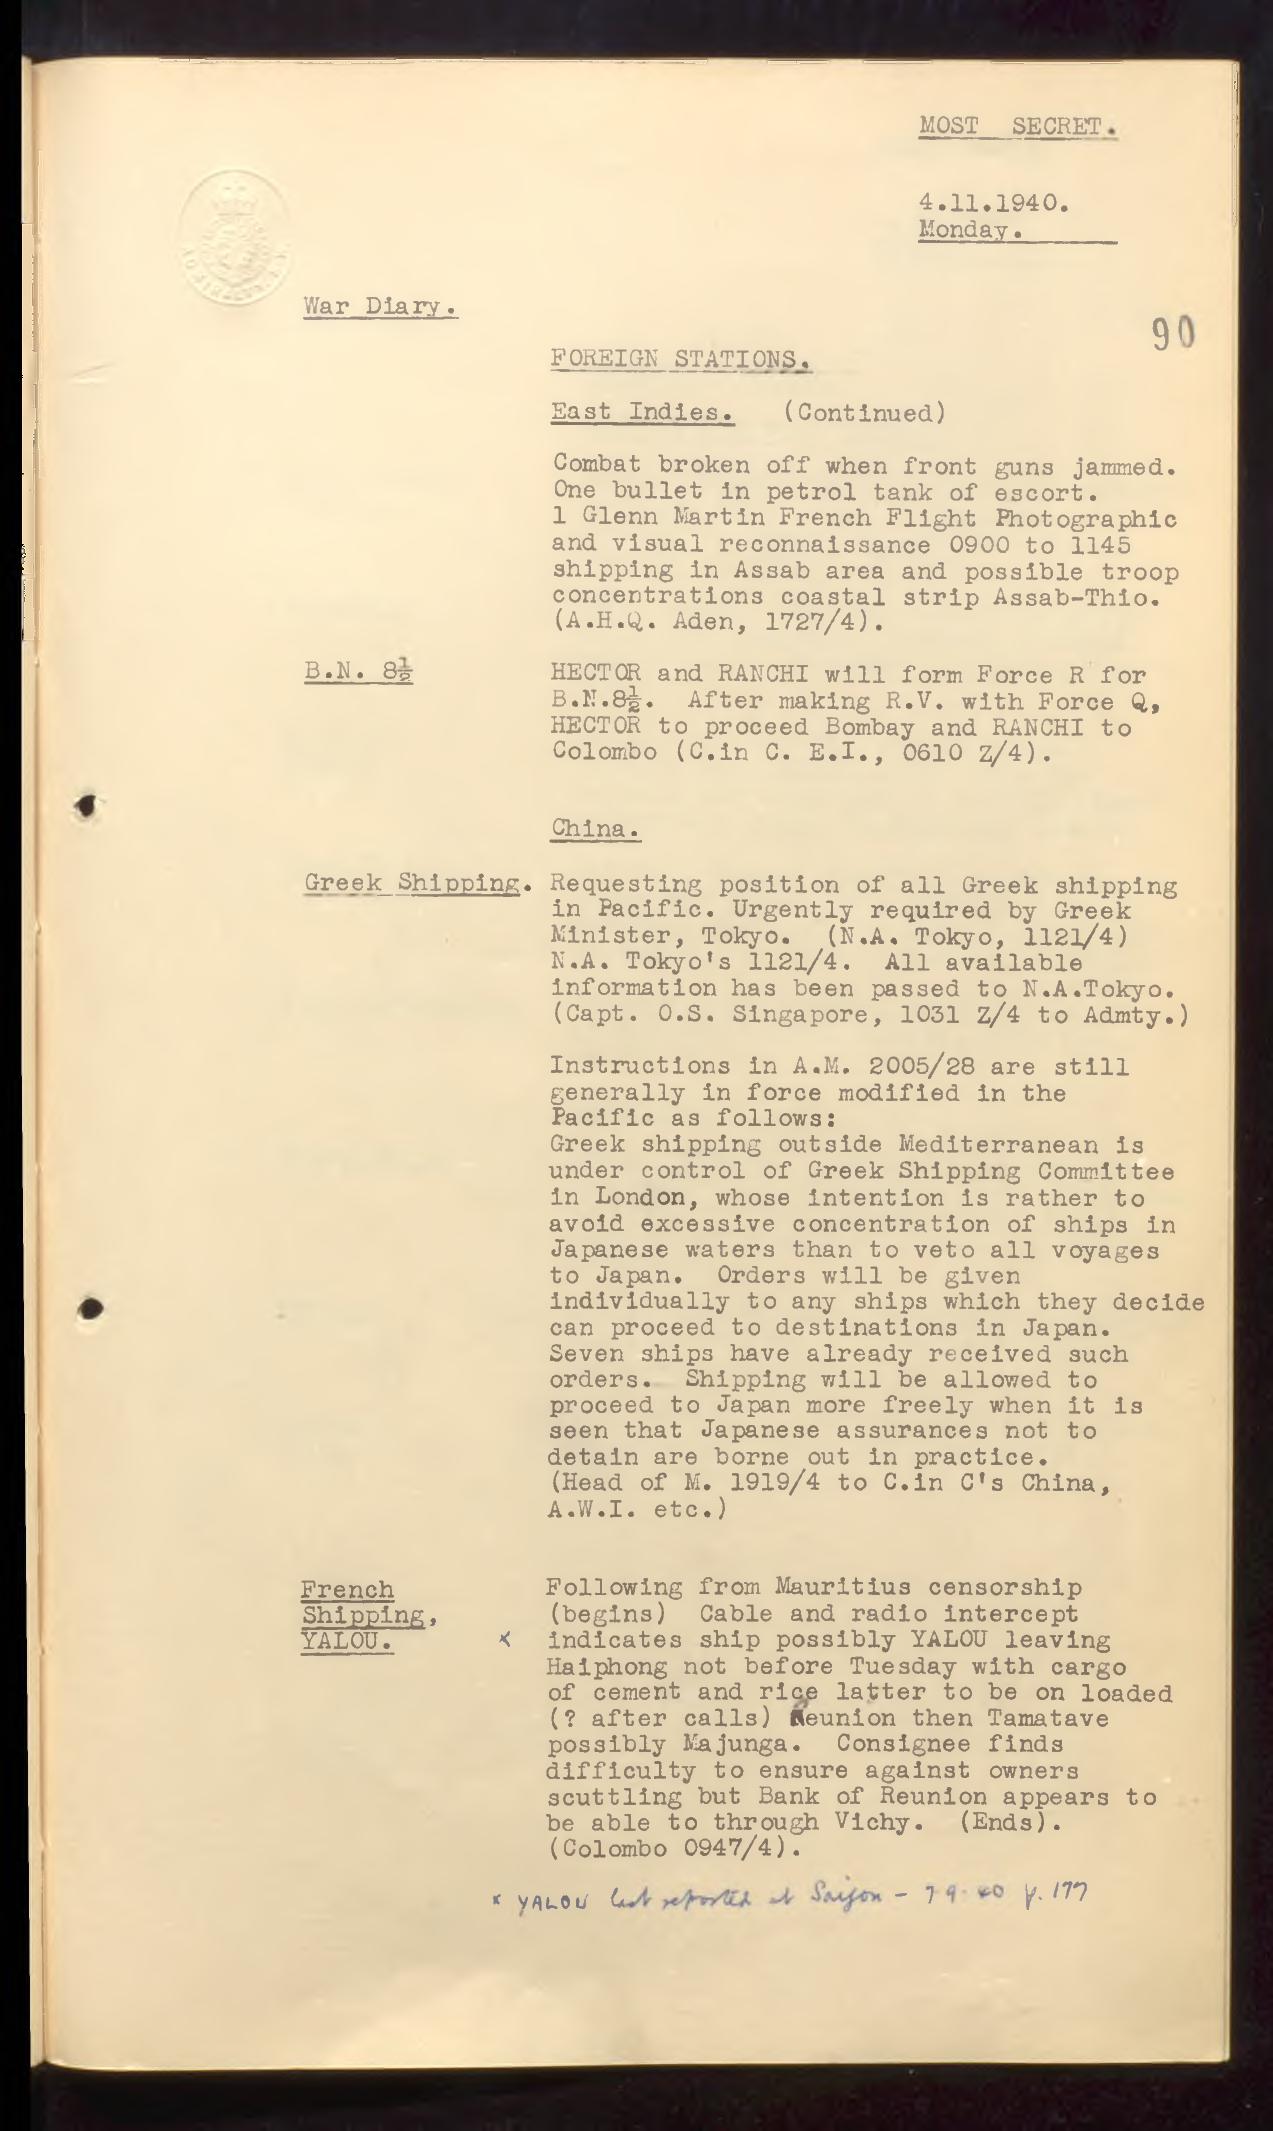 MOST SECRET.
4.11.1940.
Monday.
War Diary.
90
FOREIGN STATIONS.
East Indies. (Continued)
Combat broken off when front guns jammed.
One bullet in petrol tank of escort.
1 Glenn Martin French Flight Photographic
and visual reconnaissance 0900 to 1145
shipping in Assab area and possible troop
concentrations coastal strip Assab-Thio.
(A.H.Q. Aden, 1727/4).
B.N. 8½ HECTOR and RANCHI will form Force R for
B.N.8½. After making R.V. with Force Q,
HECTOR to proceed Bombay and RANCHI to
Colombo (C.in C. E.I., 0610 Z/4).
China.
Greek Shipping. Requesting position of all Greek shipping
in Pacific. Urgently required by Greek
Minister, Tokyo. (N.A. Tokyo, 1121/4)
N.A. Tokyo's 1121/4. All available
information has been passed to N.A.Tokyo.
(Capt. O.S. Singapore, 1031 Z/4 to Admty.)
Instructions in A.M. 2005/28 are still
generally in force modified in the
Pacific as follows:
Greek shipping outside Mediterranean is
under control of Greek Shipping Committee
in London, whose intention is rather to
avoid excessive concentration of ships in
Japanese waters than to veto all voyages
to Japan. Orders will be given
individually to any ships which they decide
can proceed to destinations in Japan.
Seven ships have already received such
orders. Shipping will be allowed to
proceed to Japan more freely when it is
seen that Japanese assurances not to
detain are borne out in practice.
(Head of M. 1919/4 to C.in C's China,
A.W.I. etc.)
French Following from Mauritius censorship
Shipping, (begins) Cable and radio intercept
YALOU. x indicates ship possibly YALOU leaving
Haiphong not before Tuesday with cargo
of cement and rice latter to be on loaded
(? after calls) Reunion then Tamatave
possibly Majunga. Consignee finds
difficulty to ensure against owners
scuttling but Bank of Reunion appears to
be able to through Vichy. (Ends).
(Colombo 0947/4).
x YALOU last reported at Saigon - 7.9.40 p. 177